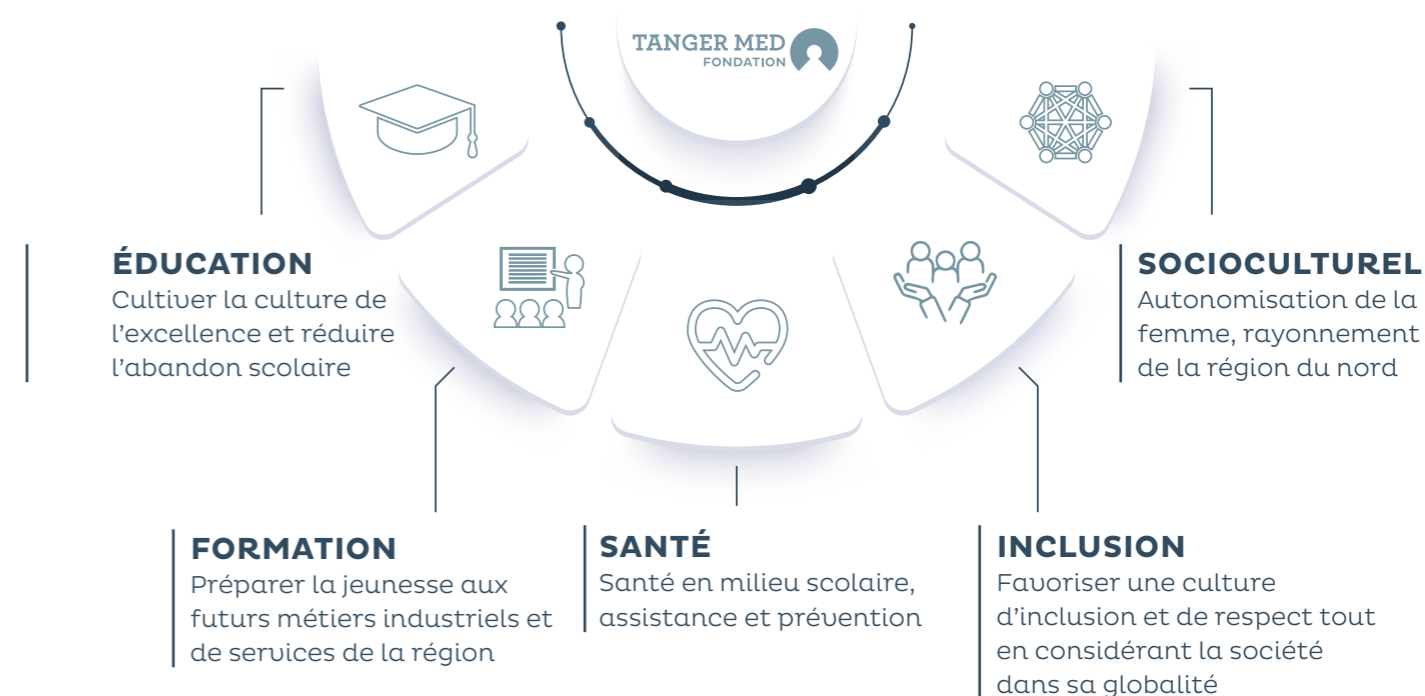 TANGER MED
FONDATION
ÉDUCATION
Cultiver la culture de
l'excellence et réduire
l'abandon scolaire
SOCIOCULTUREL
Autonomisation de la
femme, rayonnement
de la région du nord
FORMATION
Préparer la jeunesse aux
futurs métiers industriels et
de services de la région
SANTÉ
Santé en milieu scolaire,
assistance et prévention
INCLUSION
Favoriser une culture
d'inclusion et de respect tout
en considérant la société
dans sa globalité